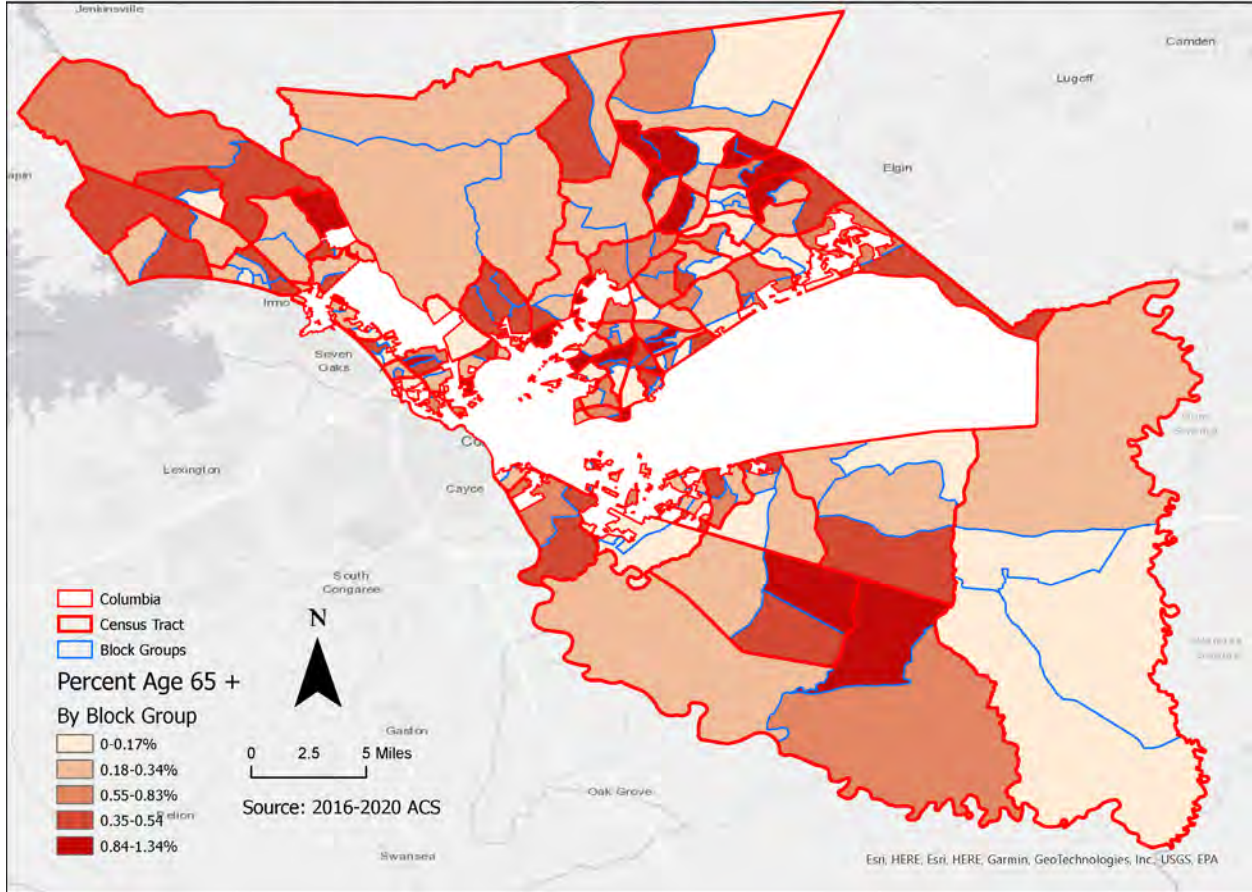 Jenkinsville
Camden
Lugoff
Elgin
apin
Irmo
Seven
Oaks
Co
Lexington
Cayce
South
Congaree
Columbia
Census Tract
Block Groups
N
Percent Age 65 +
By Block Group
0-0.17%
0.18-0.34%
0.55-0.83%
0.35-0.54
0.84-1.34%
Gaston
0 2.5 5 Miles
Source: 2016-2020 ACS
Pelion
Oak Grove
Swansea
Esri, HERE, Esri, HERE, Garmin, GeoTechnologies, Inc., USGS, EPA